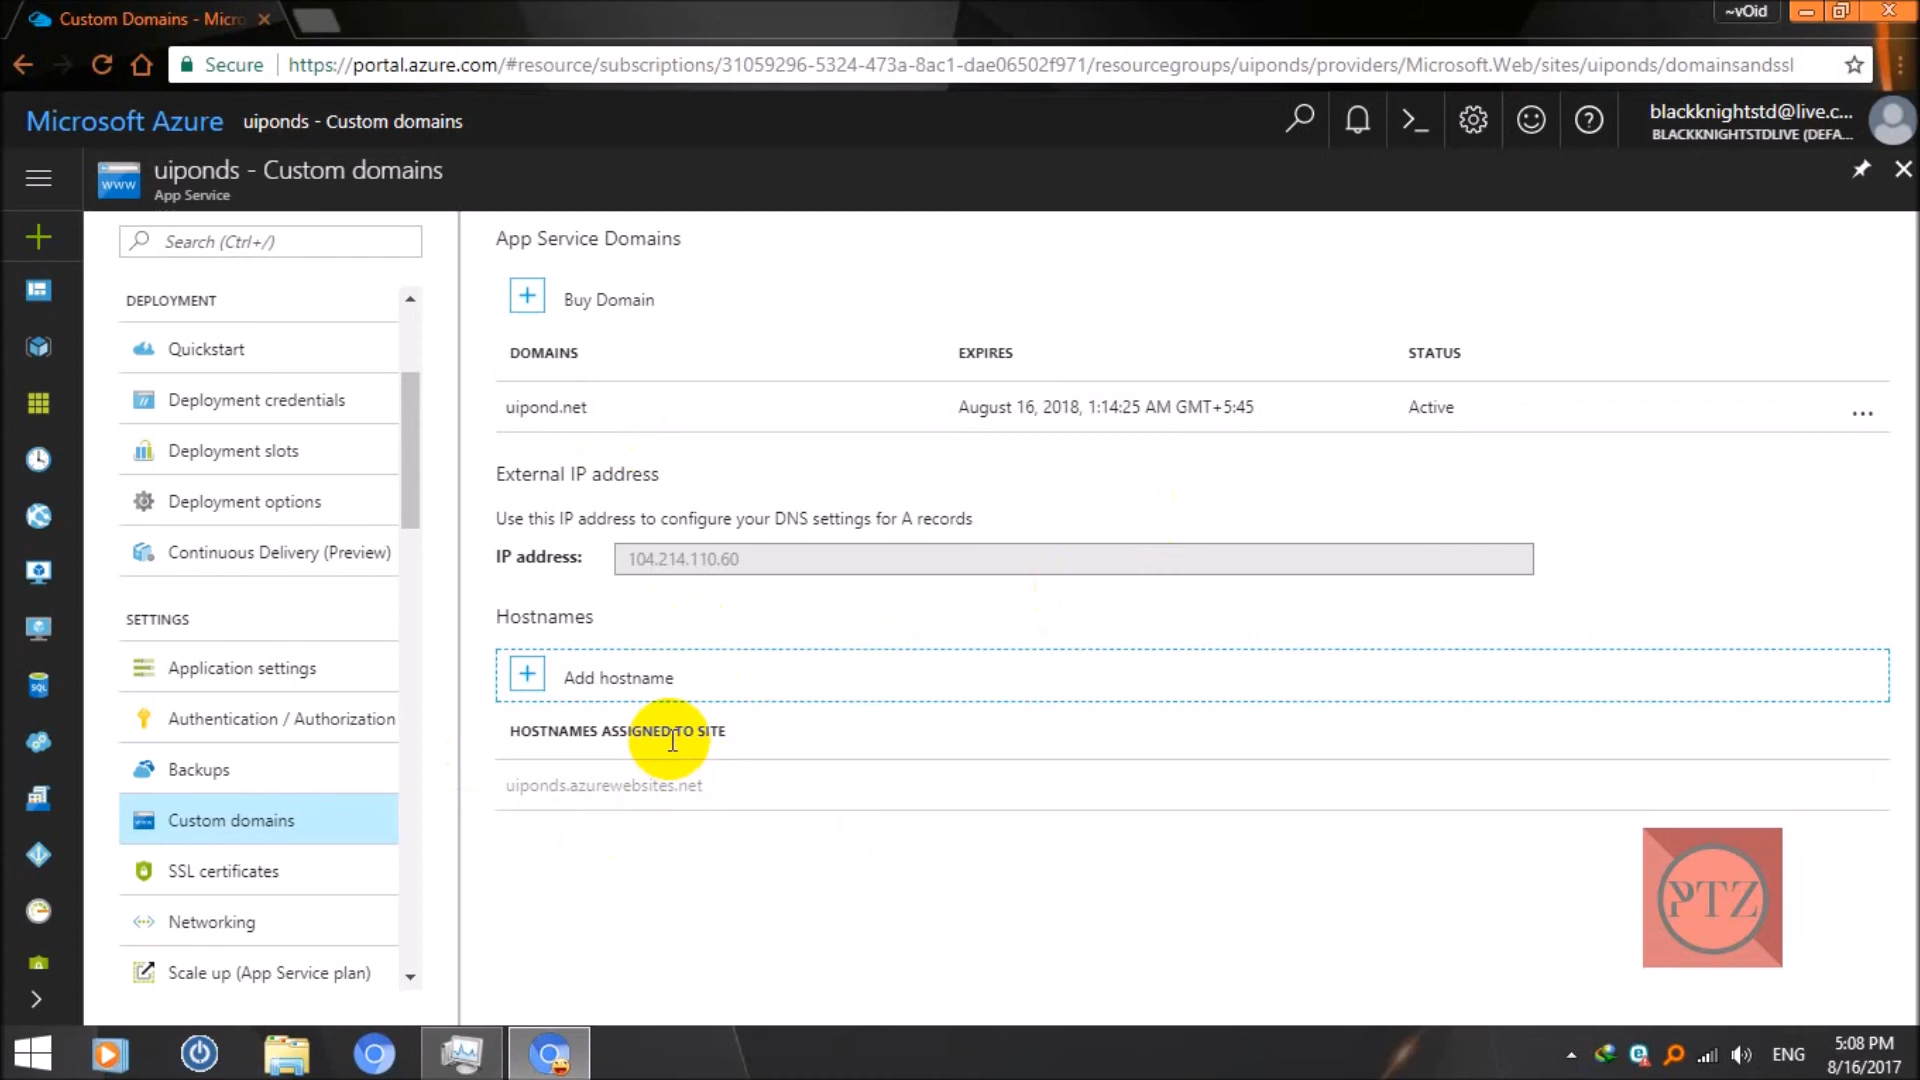 Custom Domains - Micro
~vOid
Secure https://portal.azure.com/#resource/subscriptions/31059296-5324-473a-8ac1-dae06502f971/resourcegroups/uiponds/providers/Microsoft.Web/sites/uiponds/domainsandssl
Microsoft Azure uiponds - Custom domains
blackknightstd@live.c...
BLACKKNIGHTSTDLIVE (DEFA...
www
uiponds - Custom domains
App Service
Search (Ctrl+/)
DEPLOYMENT
Quickstart
Deployment credentials
Deployment slots
Deployment options
Continuous Delivery (Preview)
SETTINGS
Application settings
Authentication / Authorization
Backups
Custom domains
SSL certificates
Networking
Scale up (App Service plan)
App Service Domains
Buy Domain
DOMAINS EXPIRES STATUS
uipond.net August 16, 2018, 1:14:25 AM GMT+5:45 Active
External IP address
Use this IP address to configure your DNS settings for A records
IP address: 104.214.110.60
Hostnames
Add hostname
HOSTNAMES ASSIGNED TO SITE
uiponds.azurewebsites.net
SQL
PTZ
ENG
5:08 PM
8/16/2017